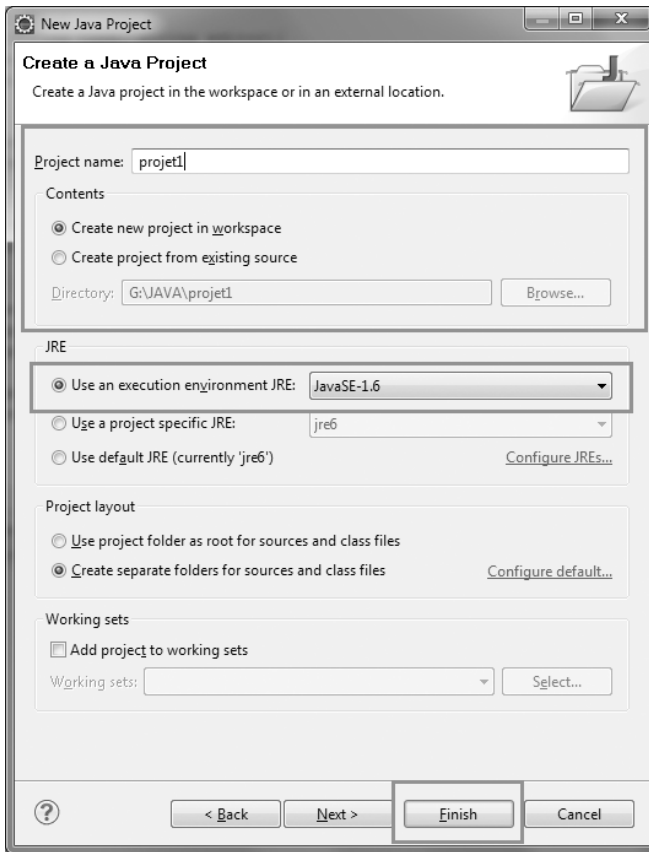 New Java Project
Create a Java Project
Create a Java project in the workspace or in an external location.
Project name: projet1
Contents
Create new project in workspace
Create project from existing source
Directory: G:\JAVA\projet1 Browse...
JRE
Use an execution environment JRE: JavaSE-1.6
Use a project specific JRE: jre6
Use default JRE (currently 'jre6') Configure JREs...
Project layout
Use project folder as root for sources and class files
Create separate folders for sources and class files Configure default...
Working sets
Add project to working sets
Working sets: Select...
? < Back Next > Finish Cancel